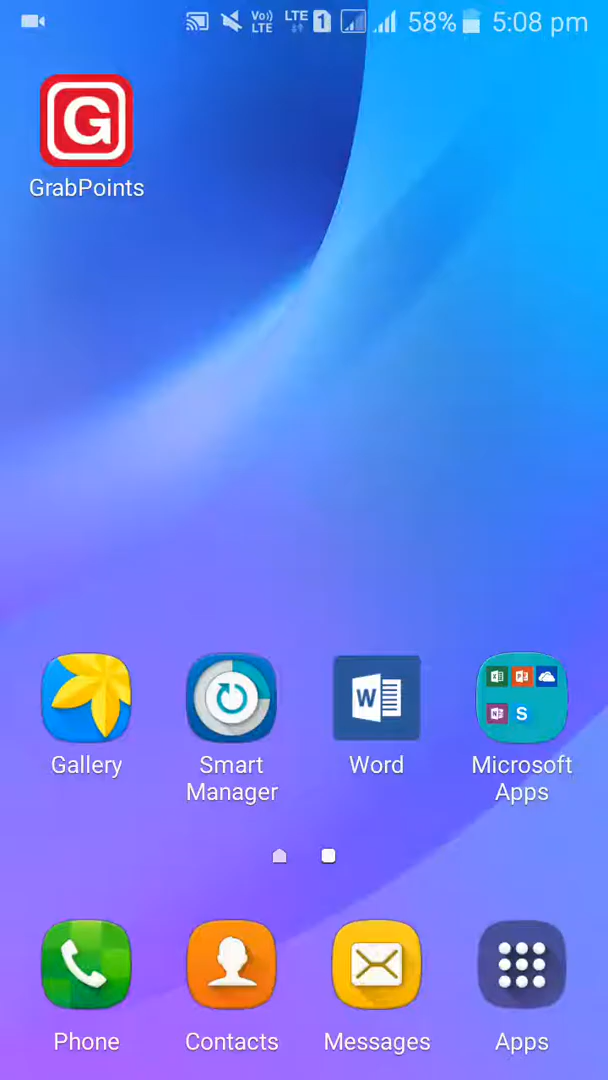 Vo) LTE LTE 1 58% 5:08 pm
G
GrabPoints
W
S
Gallery
Smart Manager
Word
Microsoft Apps
Phone
Contacts
Messages
Apps